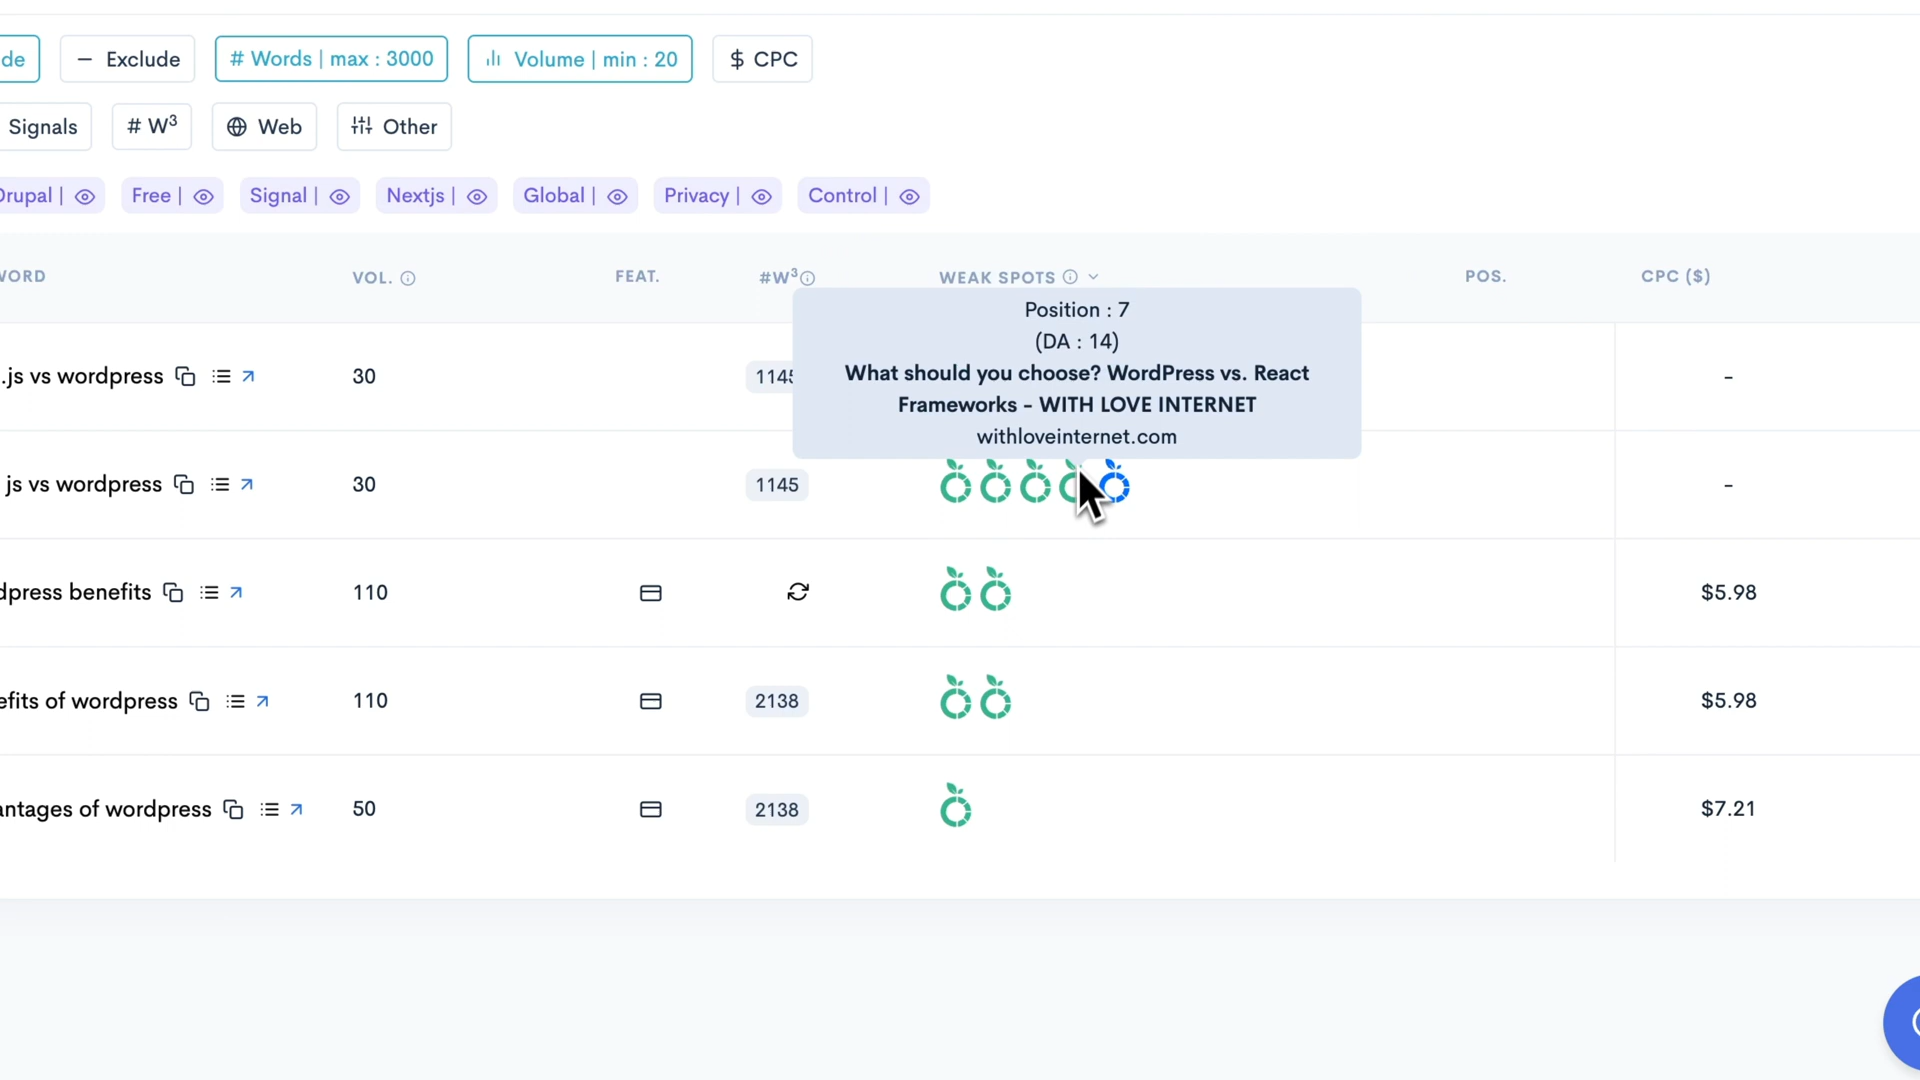 de
Exclude
# Words | max : 3000
Volume | min : 20
$ CPC
Signals
# W³
Web
Other
Drupal |
Free |
Signal |
Nextjs |
Global |
Privacy |
Control |
WORD
VOL.
FEAT.
#W³
WEAK SPOTS
POS.
CPC ($)
Position : 7
(DA : 14)
What should you choose? WordPress vs. React
Frameworks - WITH LOVE INTERNET
withloveinternet.com
.js vs wordpress
30
1145
-
js vs wordpress
30
1145
-
dpress benefits
110
$5.98
efits of wordpress
110
2138
$5.98
antages of wordpress
50
2138
$7.21